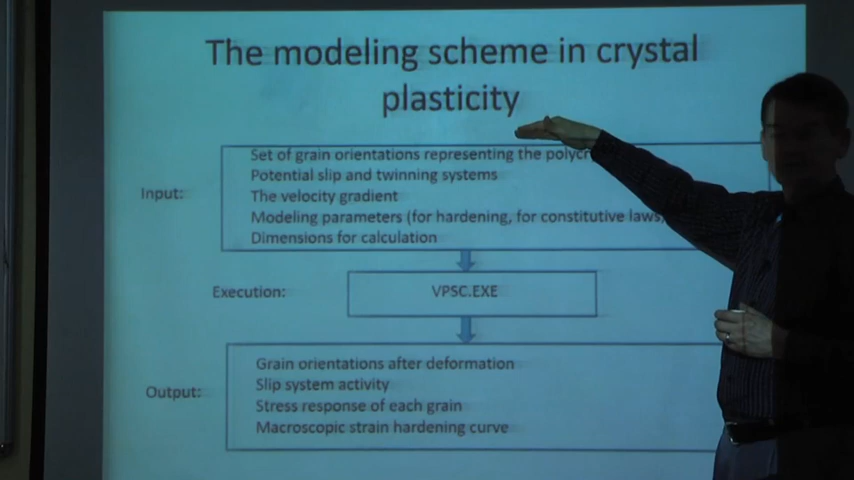 The modeling scheme in crystal
plasticity
Set of grain orientations representing the
Potential slip and twinning systems
Input:
The velocity gradient
Modeling parameters (for hardening, for constitutive laws)
Dimensions for calculation
Execution:
VPSC.EXE
Grain orientations after deformation
Output:
Slip system activity
Stress response of each grain
Macroscopic strain hardening curve